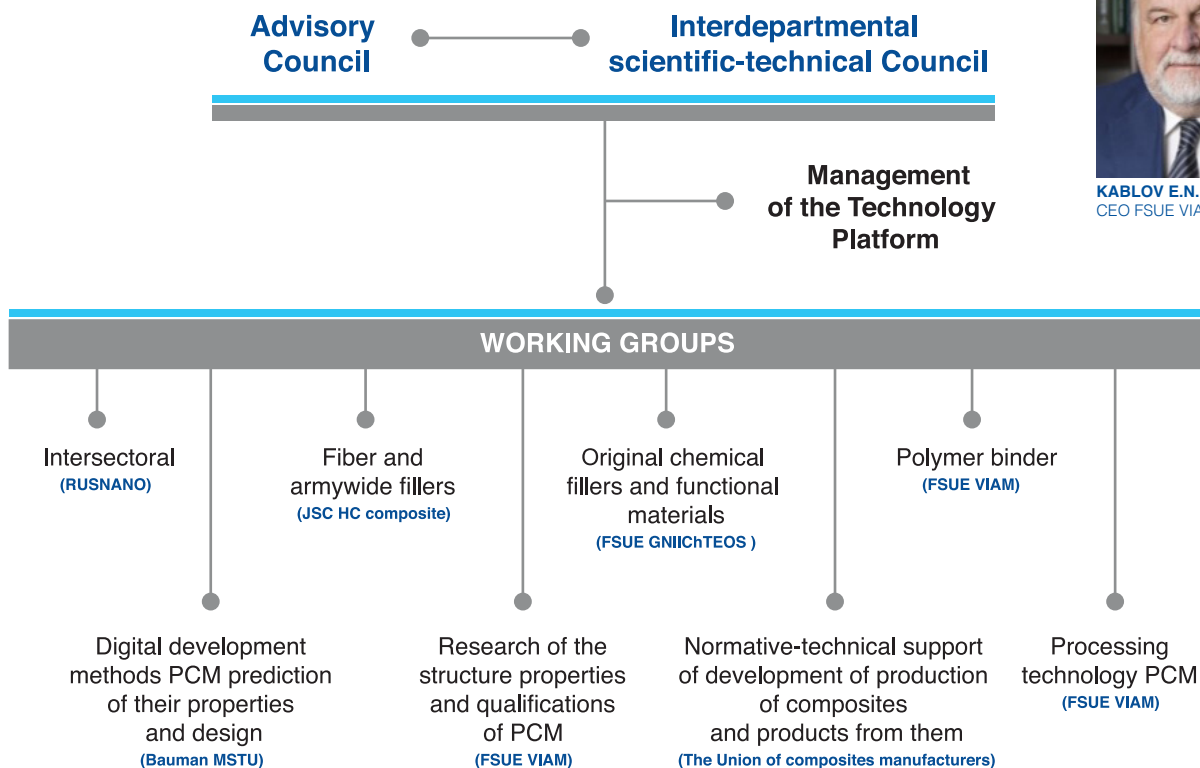 Advisory
Council
Interdepartmental
scientific-technical Council
KABLOV E.N.
CEO FSUE
Management
of the Technology
Platform
WORKING GROUPS
Intersectoral
(RUSNANO)
Fiber and
armywide fillers
(JSC HC composite)
Original chemical
fillers and functional
materials
(FSUE GNIIChTEOS )
Polymer binder
(FSUE VIAM)
Digital development
methods PCM prediction
of their properties
and design
(Bauman MSTU)
Research of the
structure properties
and qualifications
of PCM
(FSUE VIAM)
Normative-technical support
of development of production
of composites
and products from them
(The Union of composites manufacturers)
Processing
technology PCM
(FSUE VIAM)